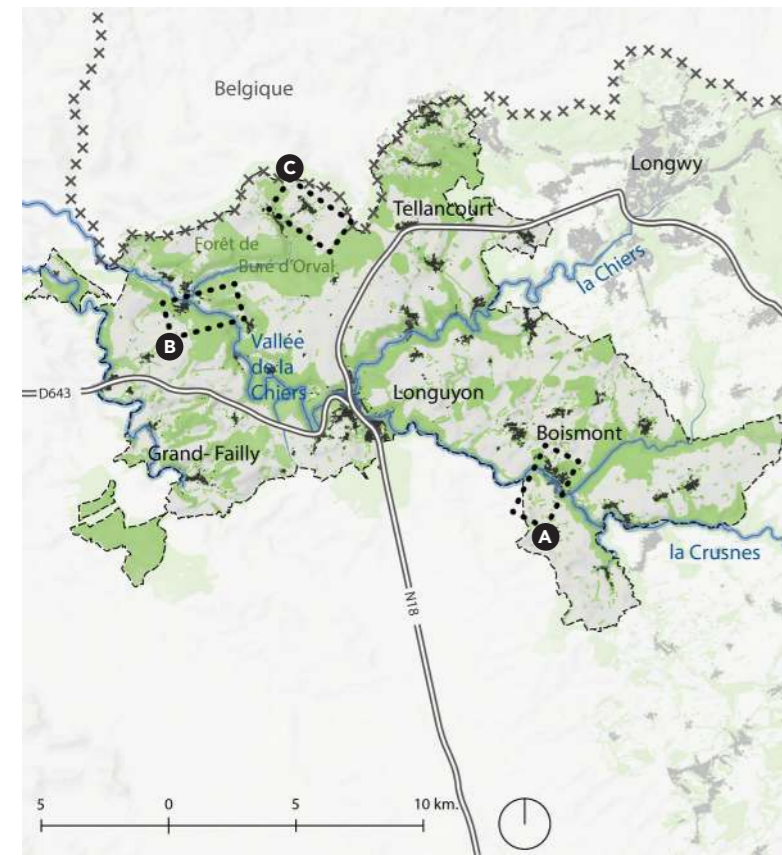 Belgique
Longwy
C
Tellancourt
Forêt de
Buré d'Orval
la Chiers
B
Vallée
de la
Chiers
D643
Longuyon
Boismont
Grand- Failly
A
la Crusnes
N18
5
0
5
10 km.